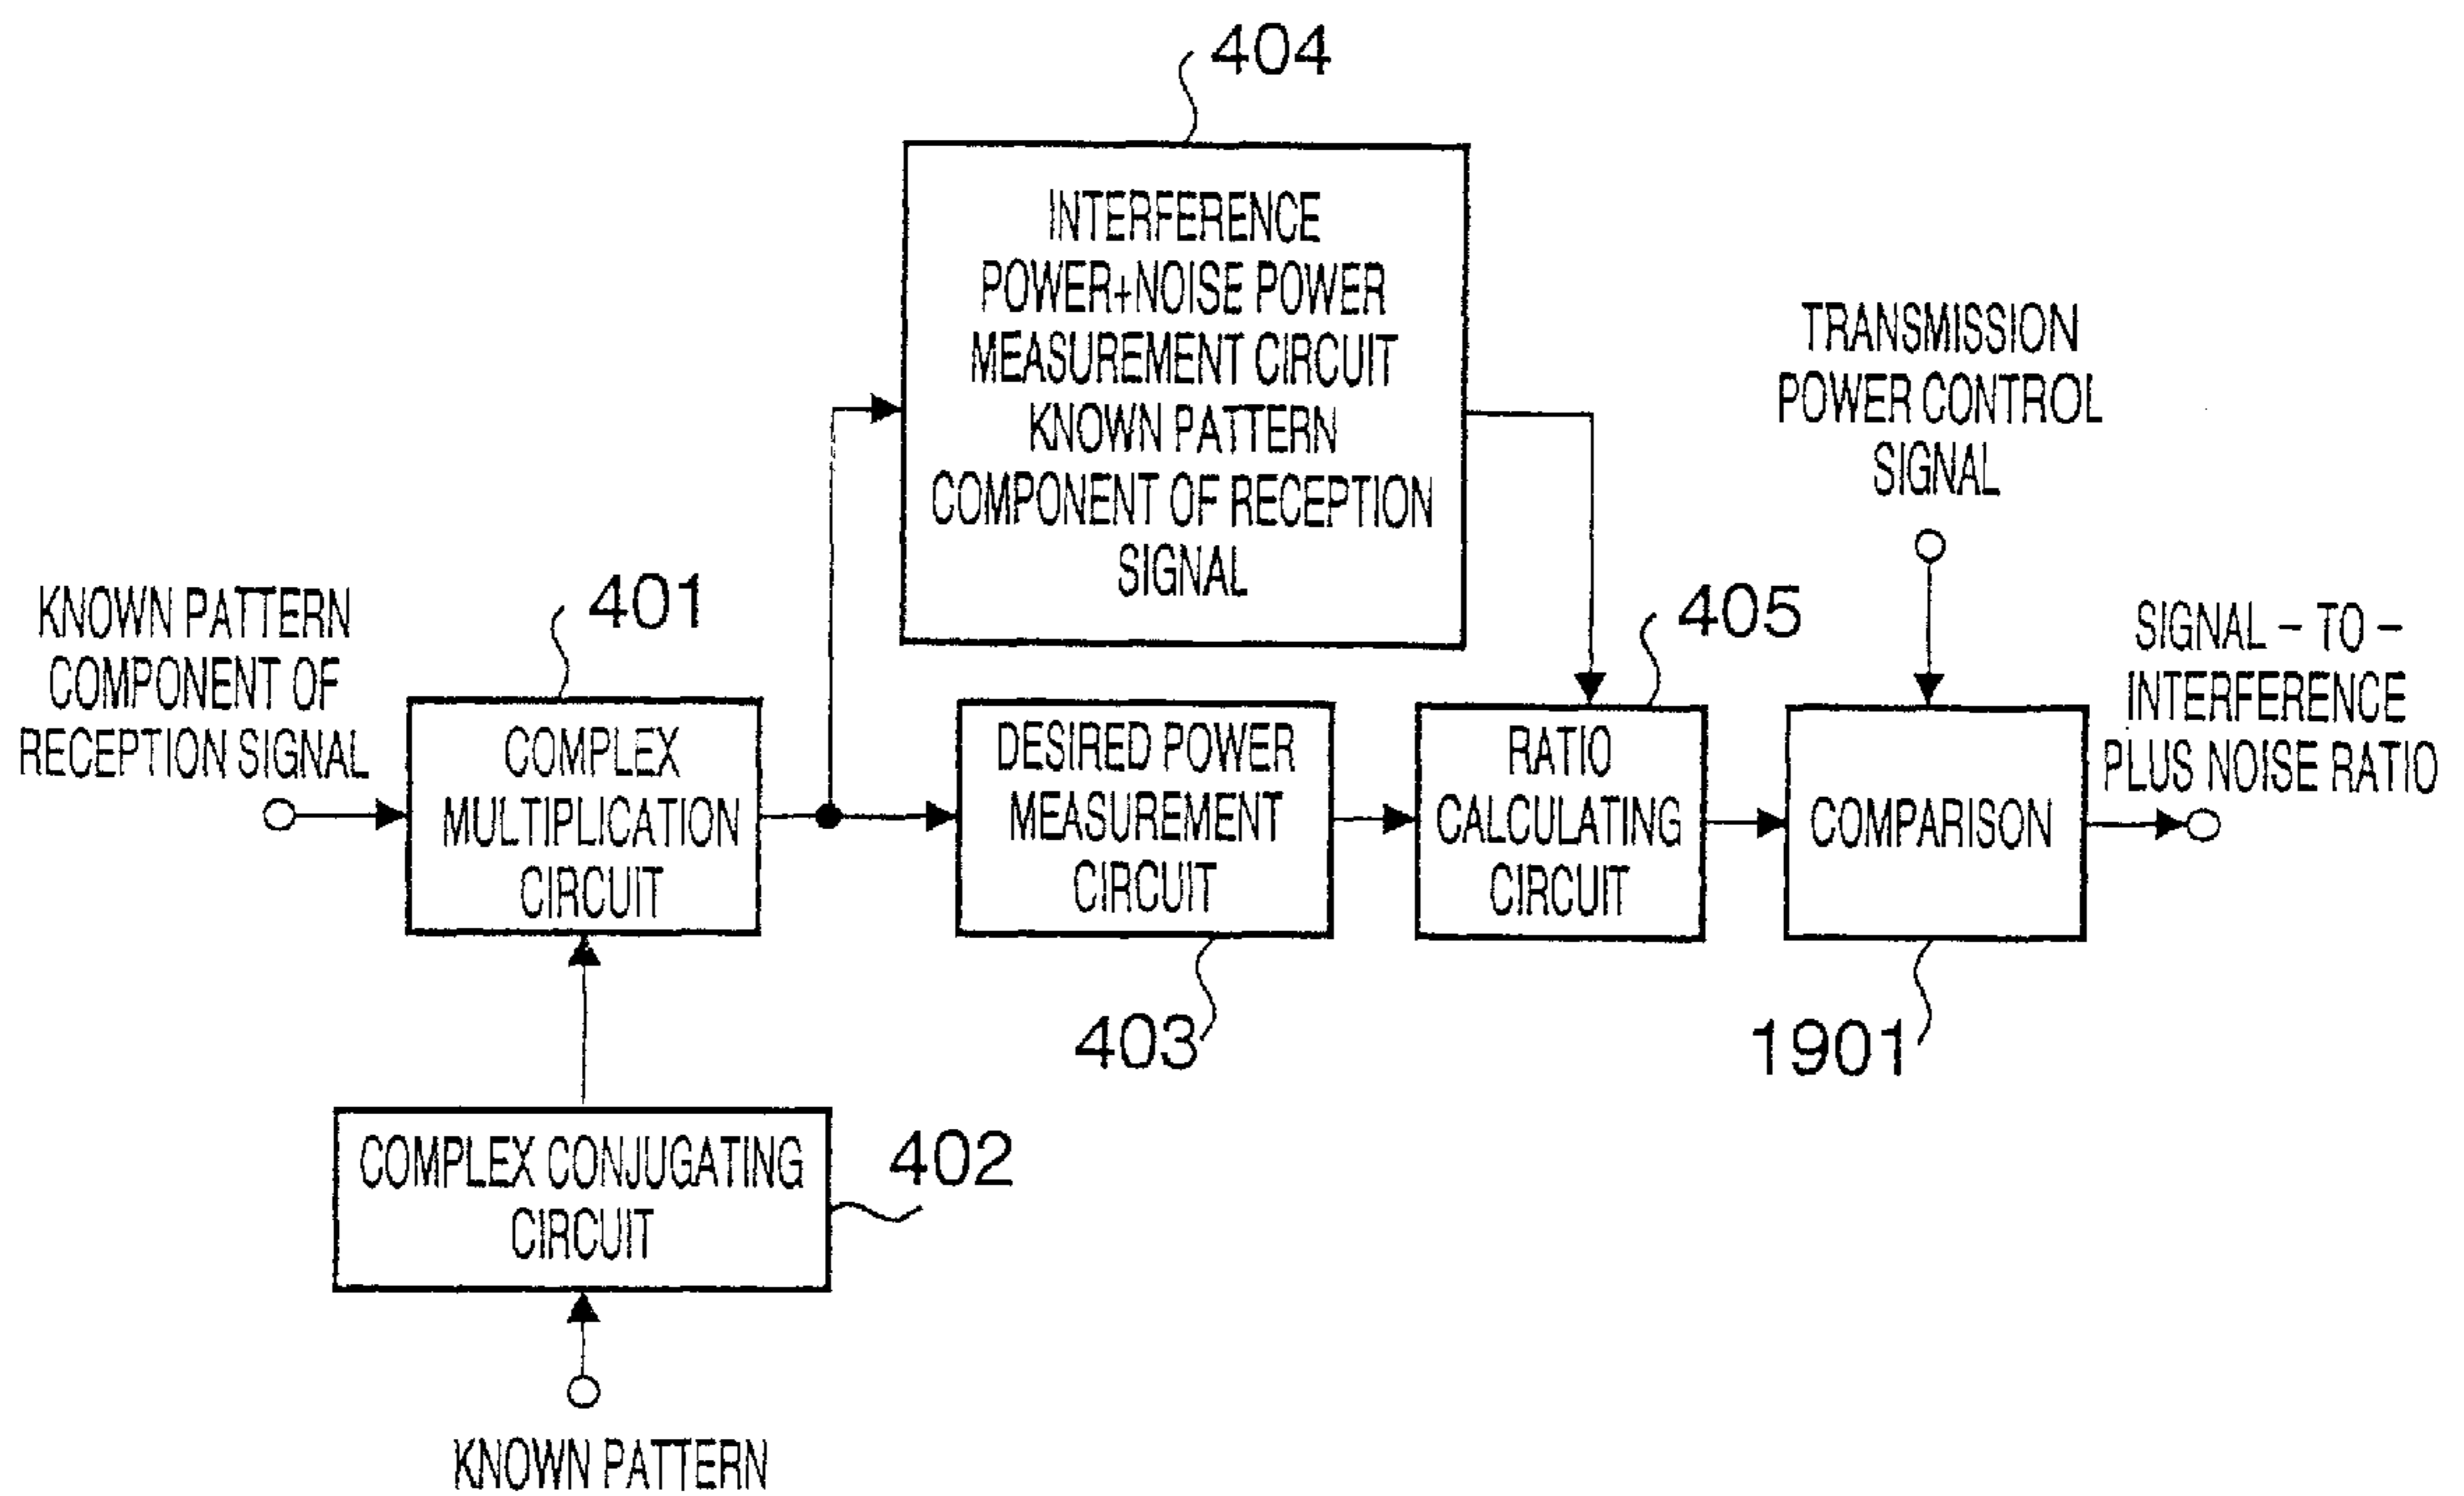 404
INTERFERENCE
POWER+NOISE POWER
MEASUREMENT CIRCUIT
KNOWN PATTERN
COMPONENT OF RECEPTION
SIGNAL
TRANSMISSION
POWER CONTROL
SIGNAL
KNOWN PATTERN
COMPONENT OF
RECEPTION SIGNAL
401
COMPLEX
MULTIPLICATION
CIRCUIT
DESIRED POWER
MEASUREMENT
CIRCUIT
403
405
RATIO
CALCULATING
CIRCUIT
COMPARISON
1901
SIGNAL – TO –
INTERFERENCE
PLUS NOISE RATIO
COMPLEX CONJUGATING
CIRCUIT
402
KNOWN PATTERN